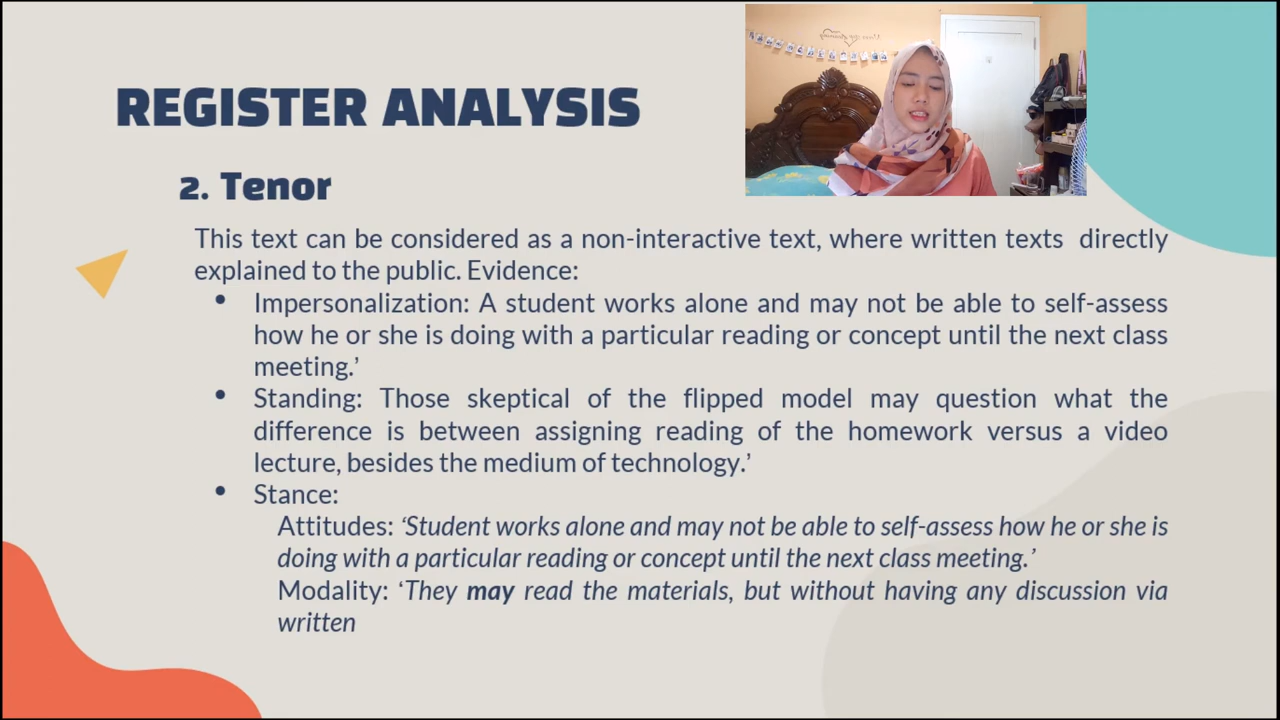 REGISTER ANALYSIS
2. Tenor
This text can be considered as a non-interactive text, where written texts directly
explained to the public. Evidence:
• Impersonalization: A student works alone and may not be able to self-assess
how he or she is doing with a particular reading or concept until the next class
meeting.’
• Standing: Those skeptical of the flipped model may question what the
difference is between assigning reading of the homework versus a video
lecture, besides the medium of technology.’
• Stance:
Attitudes: ‘Student works alone and may not be able to self-assess how he or she is
doing with a particular reading or concept until the next class meeting.’
Modality: ‘They may read the materials, but without having any discussion via
written